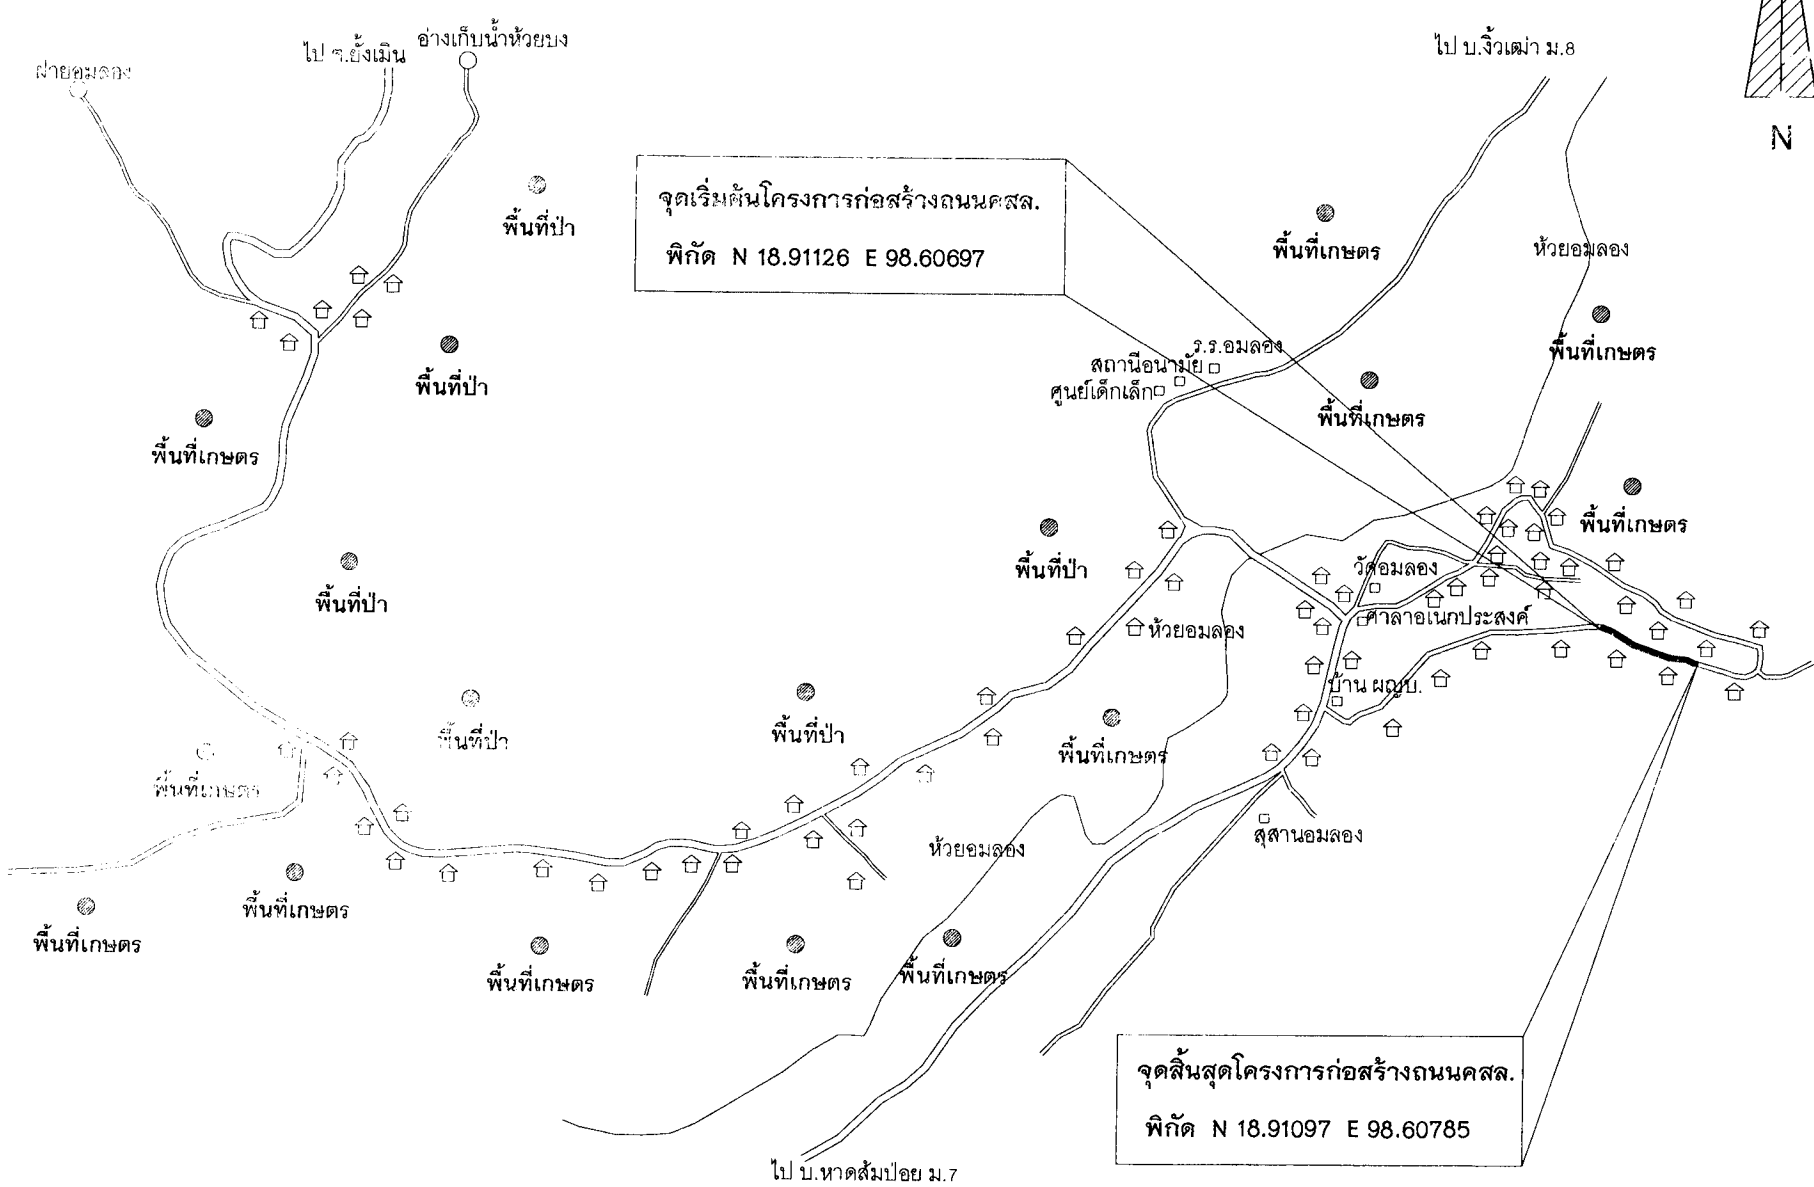 อ่างเก็บน้ำห้วยบง
ไป ต.ยั้งเมิน
ไป บ.งิ้วเฒ่า ม.8
ฝายอมลอง
N
จุดเริ่มต้นโครงการก่อสร้างถนนคสล.
พิกัด N 18.91126 E 98.60697
พื้นที่ป่า
พื้นที่เกษตร
ห้วยอมลอง
ร.ร.อมลอง
สถานีอนามัย
ศูนย์เด็กเล็ก
พื้นที่เกษตร
พื้นที่ป่า
พื้นที่เกษตร
พื้นที่เกษตร
พื้นที่เกษตร
พื้นที่ป่า
วัดอมลอง
พื้นที่ป่า
ศาลาอเนกประสงค์
ห้วยอมลอง
บ้าน ผญบ.
พื้นที่ป่า
พื้นที่ป่า
พื้นที่เกษตร
พื้นที่เกษตร
สุสานอมลอง
ห้วยอมลอง
พื้นที่เกษตร
พื้นที่เกษตร
พื้นที่เกษตร
พื้นที่เกษตร
พื้นที่เกษตร
จุดสิ้นสุดโครงการก่อสร้างถนนคสล.
พิกัด N 18.91097 E 98.60785
ไป บ.หาดส้มป่อย ม.7